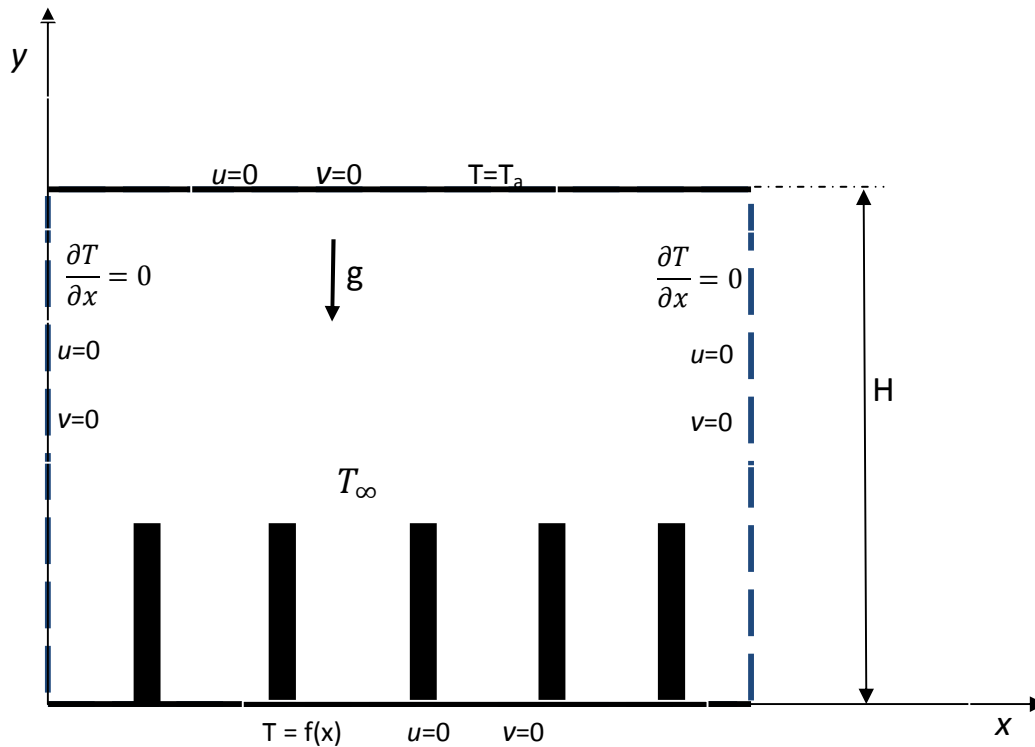 y
u=0 v=0 T=Tₐ
∂T/∂x = 0 ∂T/∂x = 0
g
u=0 u=0
H
v=0 v=0
T∞
T = f(x) u=0 v=0
x